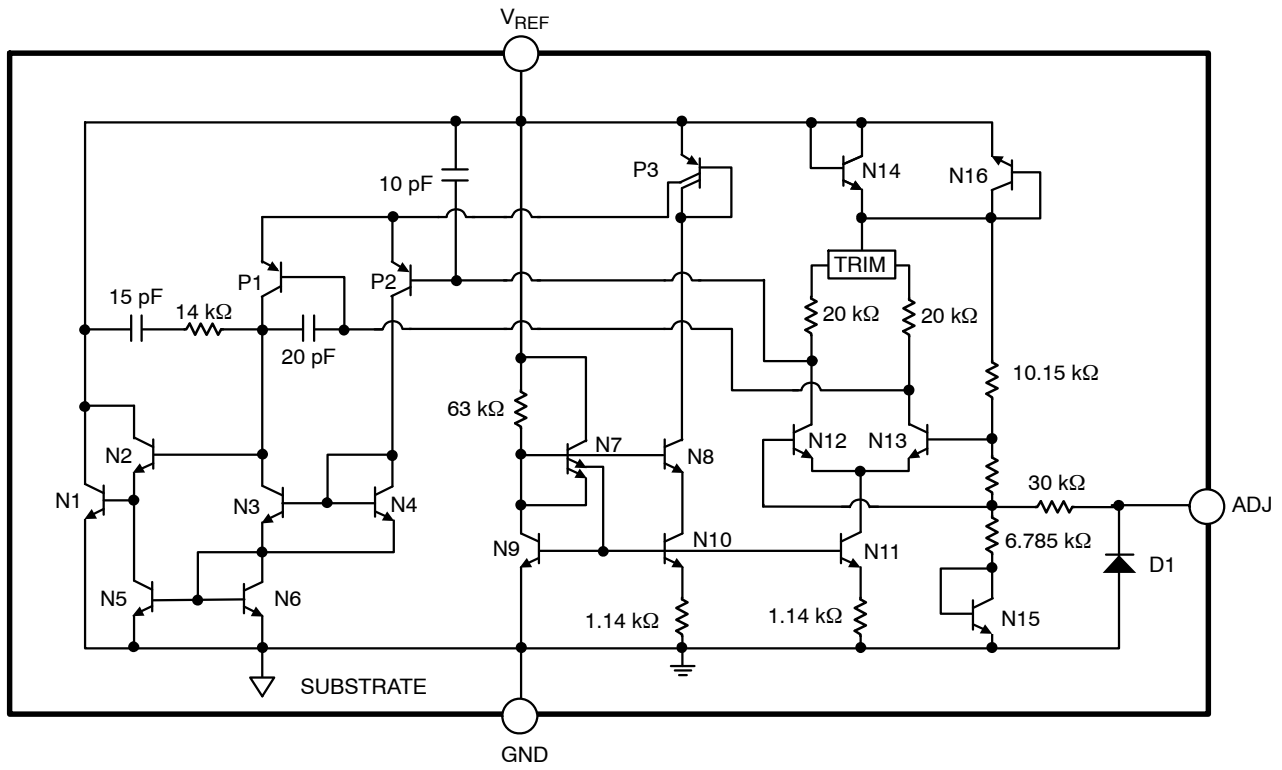 VREF
P3
N14
N16
10 pF
TRIM
P1
P2
15 pF
14 kΩ
20 kΩ
20 kΩ
20 pF
10.15 kΩ
63 kΩ
N7
N12
N13
N2
N8
30 kΩ
N1
N3
N4
ADJ
N9
N10
N11
6.785 kΩ
D1
N5
N6
1.14 kΩ
1.14 kΩ
N15
SUBSTRATE
GND